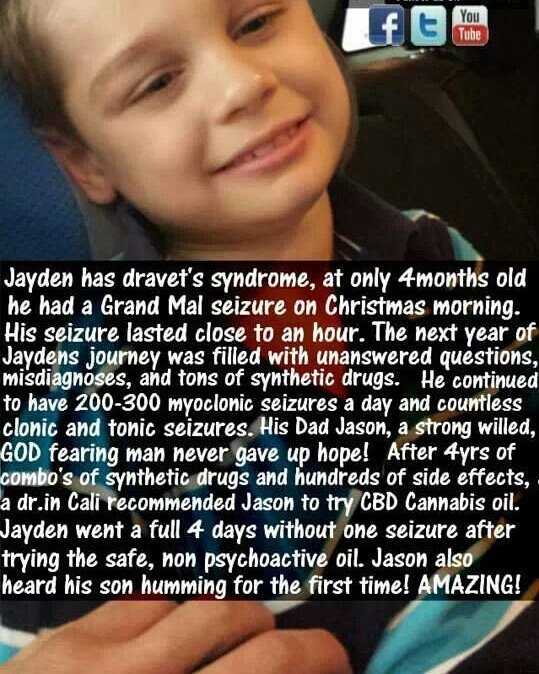 You
Tube
Jayden has dravet's syndrome, at only 4months old
he had a Grand Mal seizure on Christmas morning.
His seizure lasted close to an hour. The next year of
Jaydens journey was filled with unanswered questions,
misdiagnoses, and tons of synthetic drugs. He continued
to have 200-300 myoclonic seizures a day and countless
clonic and tonic seizures. His Dad Jason, a strong willed,
GOD fearing man never gave up hope! After 4yrs of
combo's of synthetic drugs and hundreds of side effects,
a dr.in Cali recommended Jason to try CBD Cannabis oil.
Jayden went a full 4 days without one seizure after
trying the safe, non psychoactive oil. Jason also
heard his son humming for the first time! AMAZING!